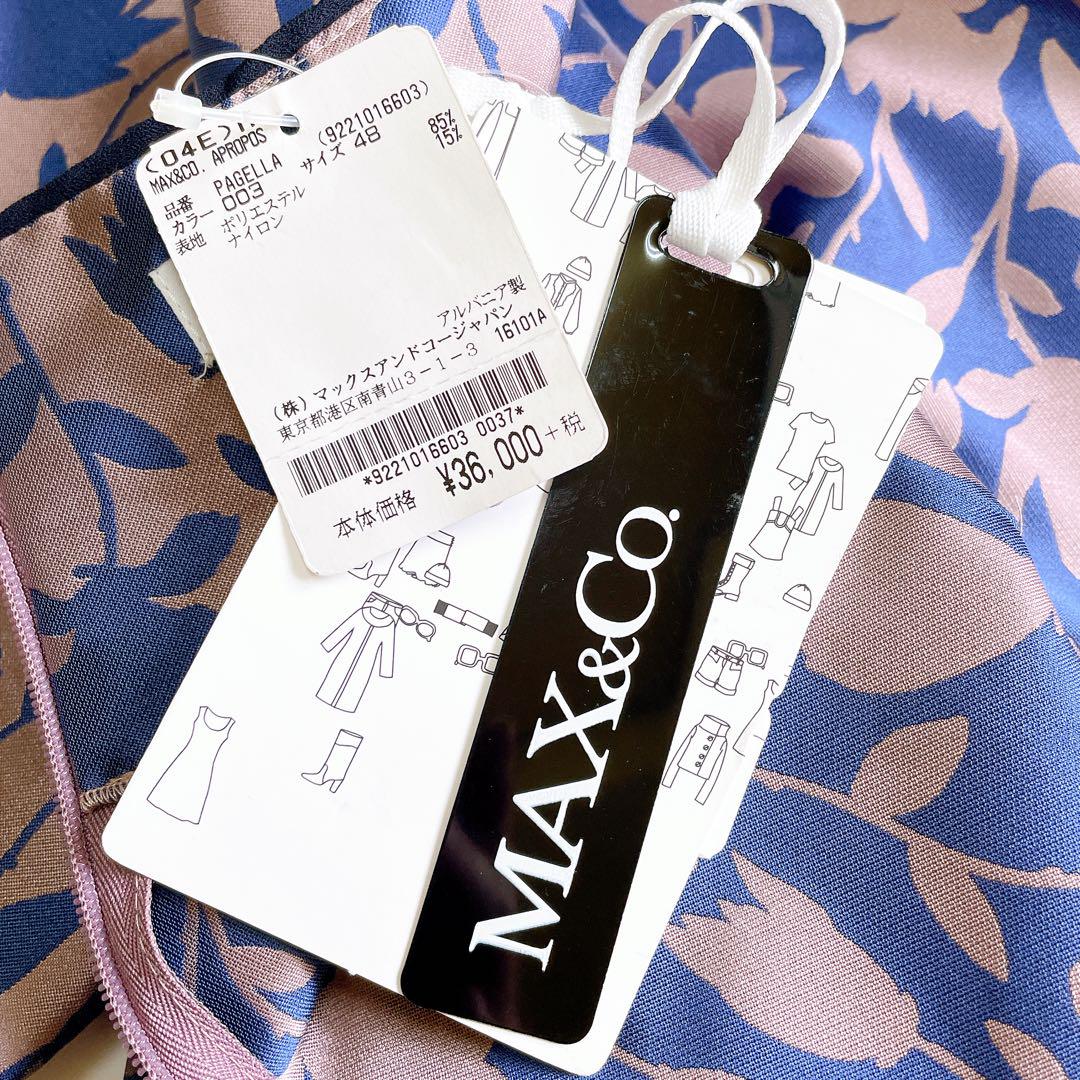 (04E)
MAX&CO. APROPOS
品番 PAGELLA (9221016603)
カラー 003 サイズ 48
表地 ポリエステル 85%
ナイロン 15%
アルバニア製
(株)マックスアンドコージャパン
東京都港区南青山3-1-3 16101A
*9221016603 0037*
本体価格 ¥36,000+税
MAX&Co.